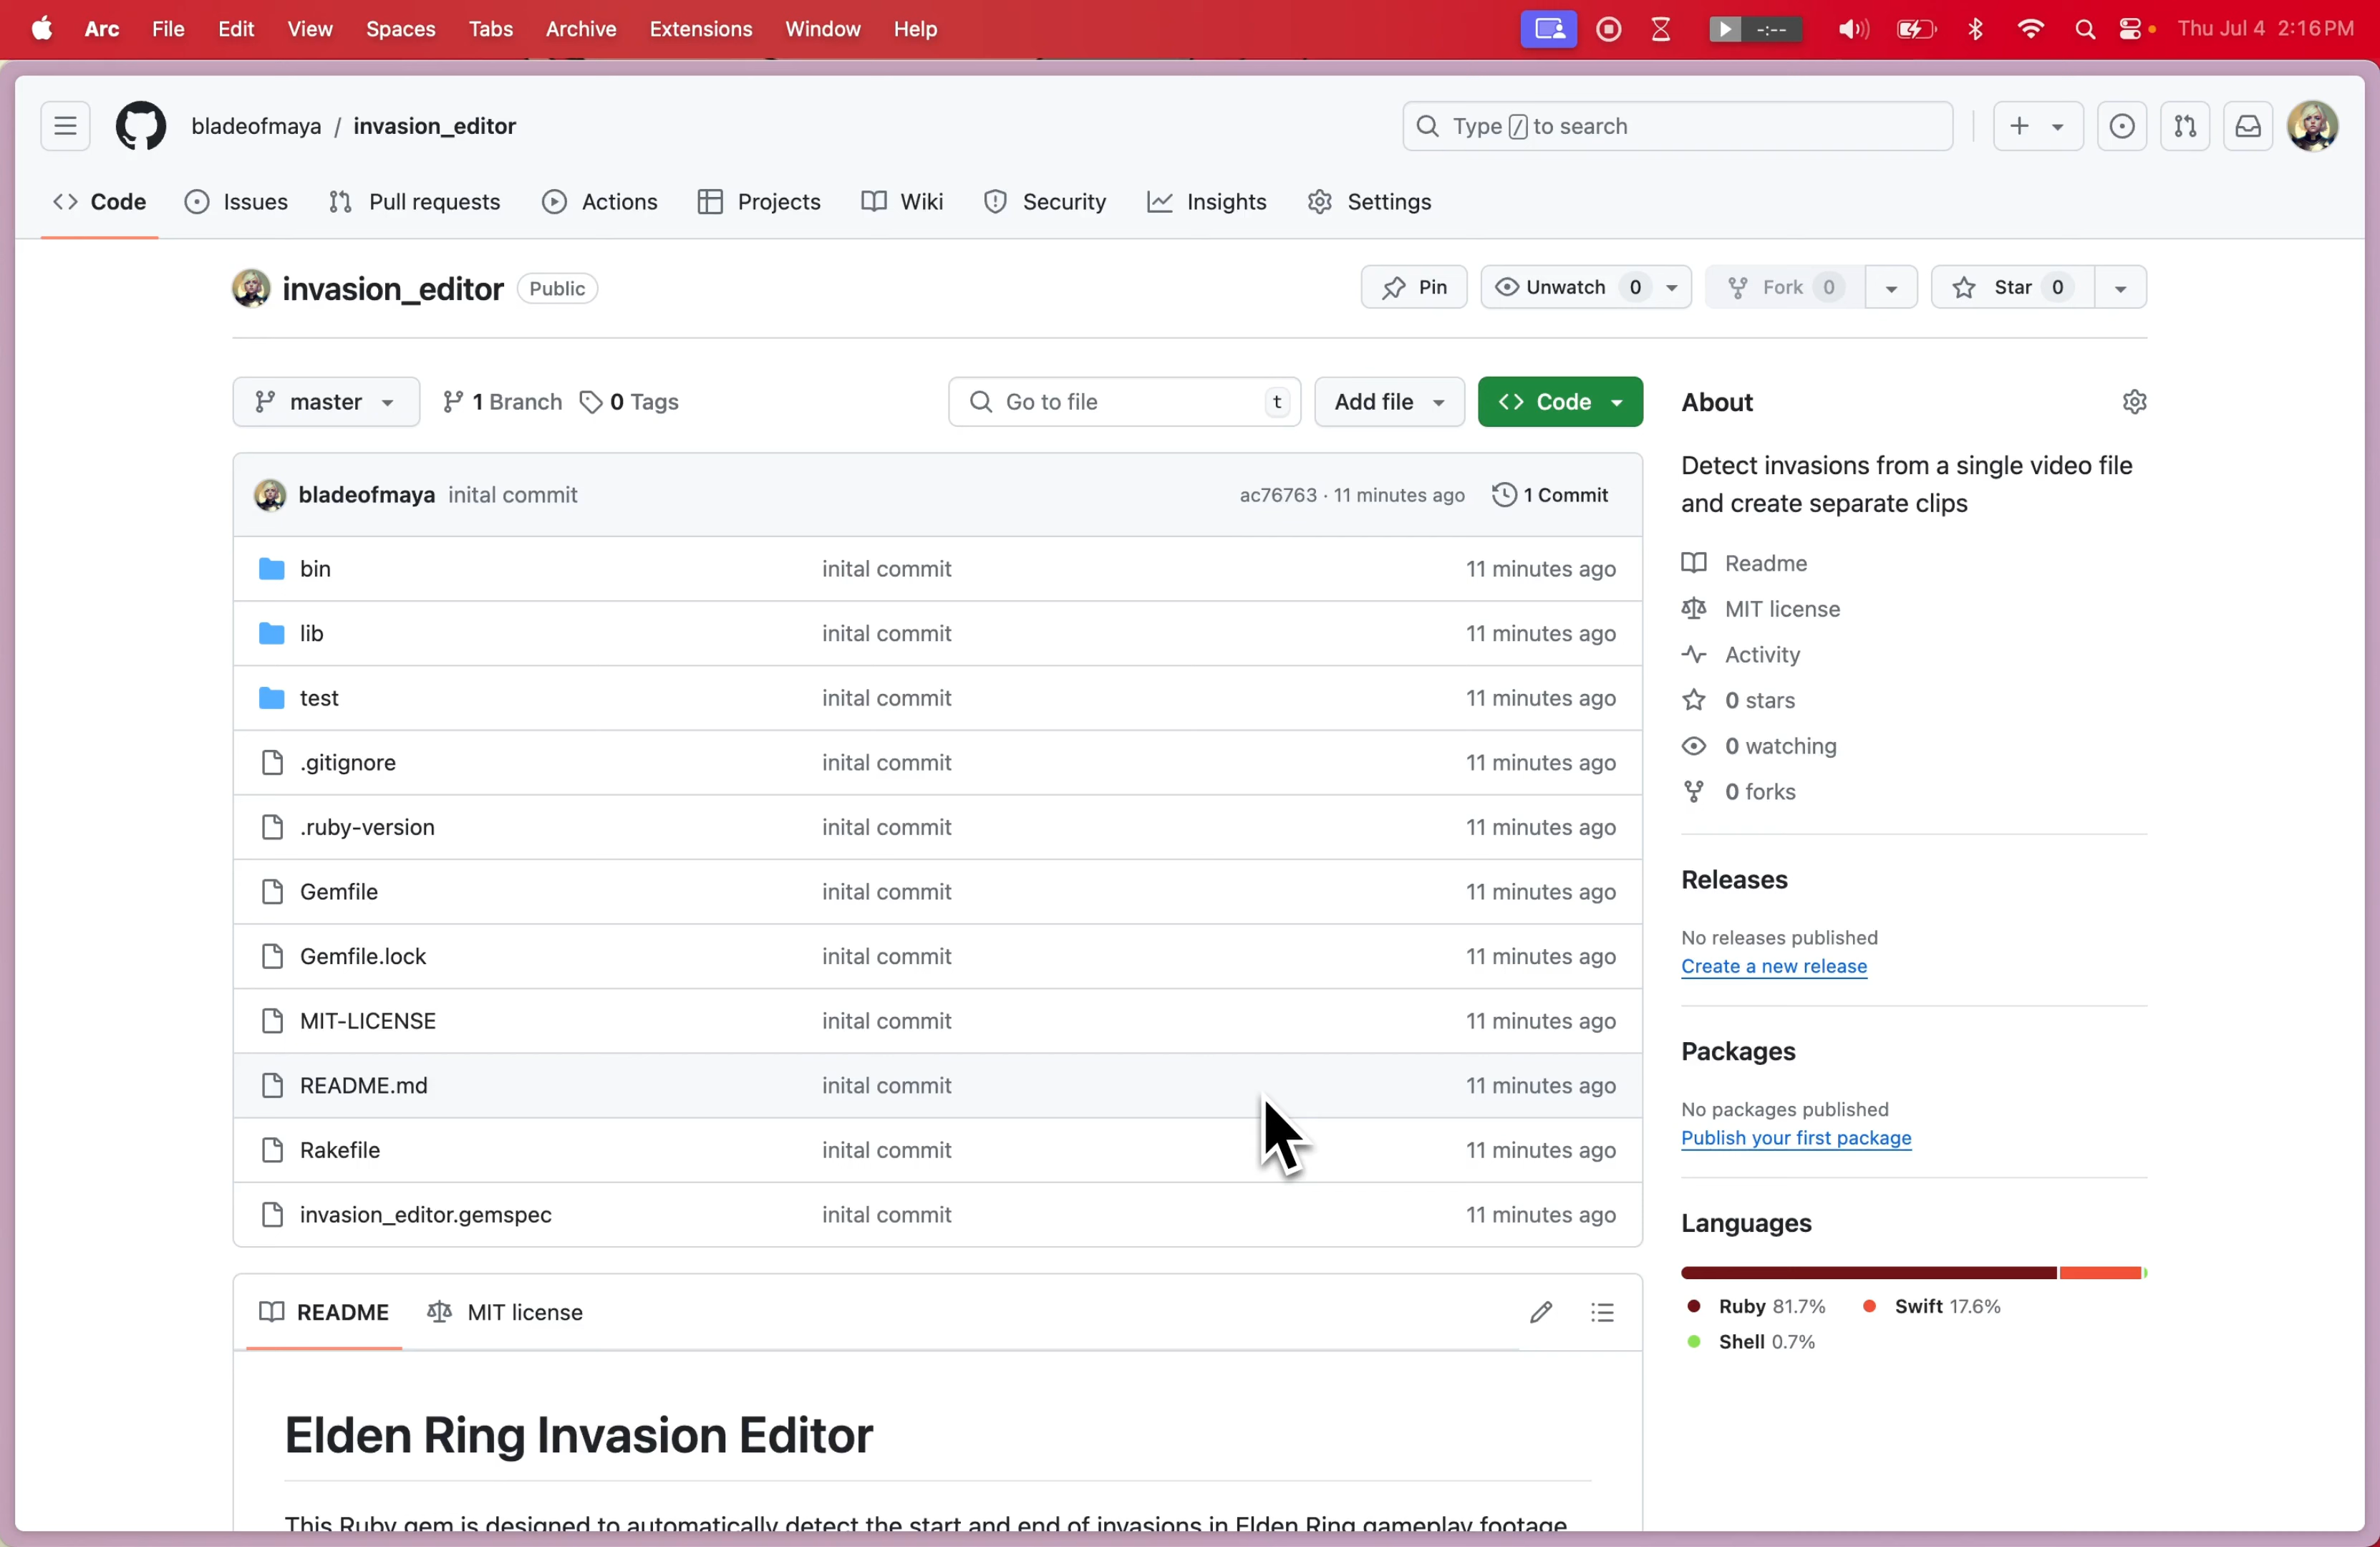 Arc File Edit View Spaces Tabs Archive Extensions Window Help -:-- Thu Jul 4 2:16 PM
bladeofmaya / invasion_editor Type / to search
Code Issues Pull requests Actions Projects Wiki Security Insights Settings
invasion_editor Public Pin Unwatch 0 Fork 0 Star 0
master 1 Branch 0 Tags Go to file t Add file Code
bladeofmaya inital commit ac76763 · 11 minutes ago 1 Commit
bin inital commit 11 minutes ago
lib inital commit 11 minutes ago
test inital commit 11 minutes ago
.gitignore inital commit 11 minutes ago
.ruby-version inital commit 11 minutes ago
Gemfile inital commit 11 minutes ago
Gemfile.lock inital commit 11 minutes ago
MIT-LICENSE inital commit 11 minutes ago
README.md inital commit 11 minutes ago
Rakefile inital commit 11 minutes ago
invasion_editor.gemspec inital commit 11 minutes ago
README MIT license
Elden Ring Invasion Editor
This Ruby gem is designed to automatically detect the start and end of invasions in Elden Ring gameplay footage
About
Detect invasions from a single video file
and create separate clips
Readme
MIT license
Activity
0 stars
0 watching
0 forks
Releases
No releases published
Create a new release
Packages
No packages published
Publish your first package
Languages
Ruby 81.7% Swift 17.6%
Shell 0.7%